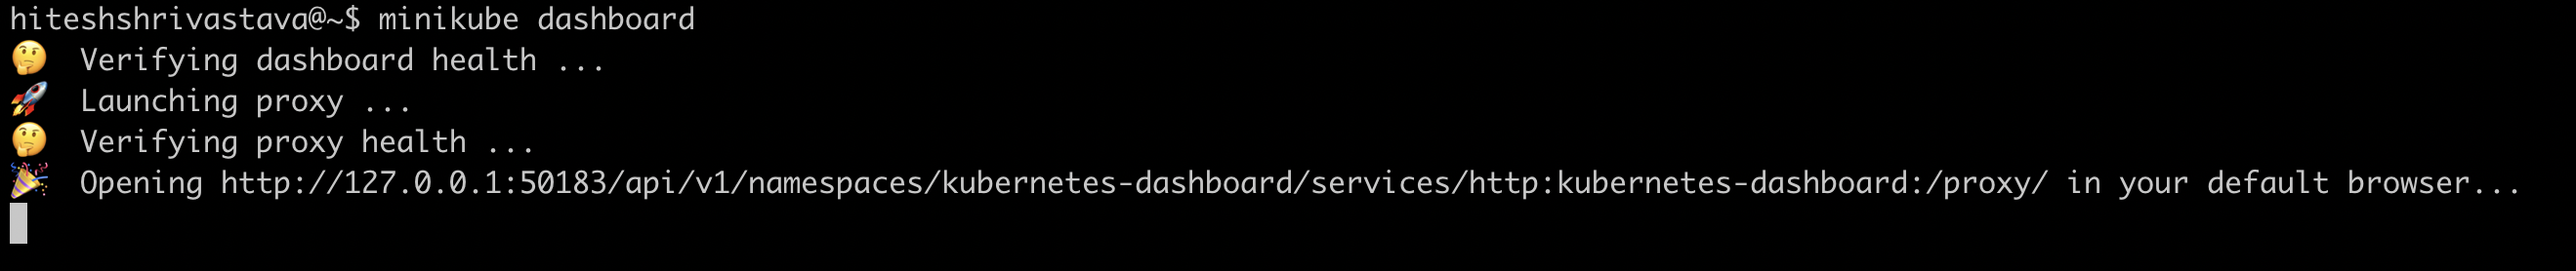 hiteshshrivastava@~$ minikube dashboard
🤔 Verifying dashboard health ...
🚀 Launching proxy ...
🤔 Verifying proxy health ...
🎉 Opening http://127.0.0.1:50183/api/v1/namespaces/kubernetes-dashboard/services/http:kubernetes-dashboard:/proxy/ in your default browser...